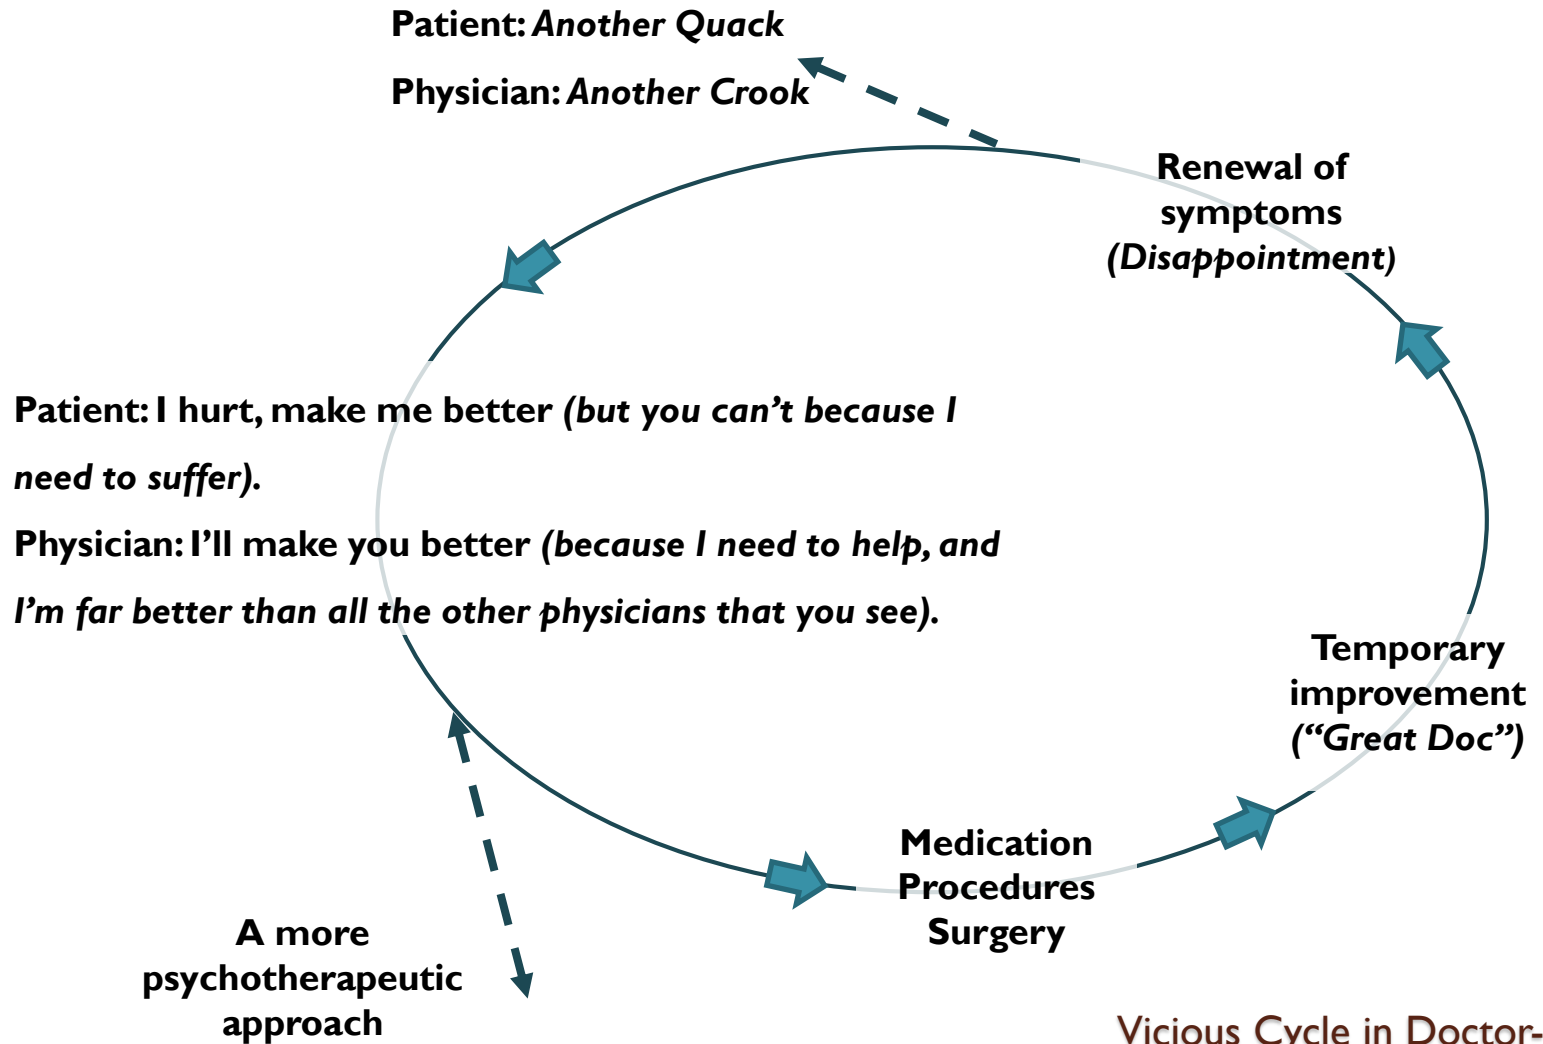 Patient: Another Quack
Physician: Another Crook
Renewal of
symptoms
(Disappointment)
Patient: I hurt, make me better (but you can’t because I
need to suffer).
Physician: I’ll make you better (because I need to help, and
I’m far better than all the other physicians that you see).
Temporary
improvement
(“Great Doc”)
Medication
Procedures
Surgery
A more
psychotherapeutic
approach
Vicious Cycle in Doctor-